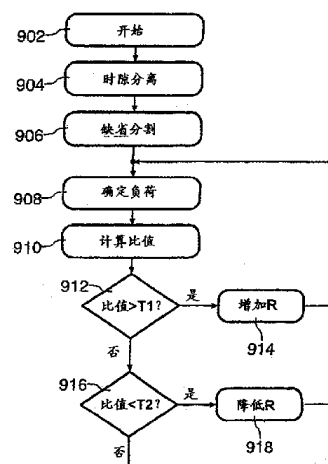 902
开始
904
时隙分离
906
缺省分割
908
确定负荷
910
计算比值
912
比值>T1?
是
增加R
914
否
916
比值<T2?
是
降低R
918
否